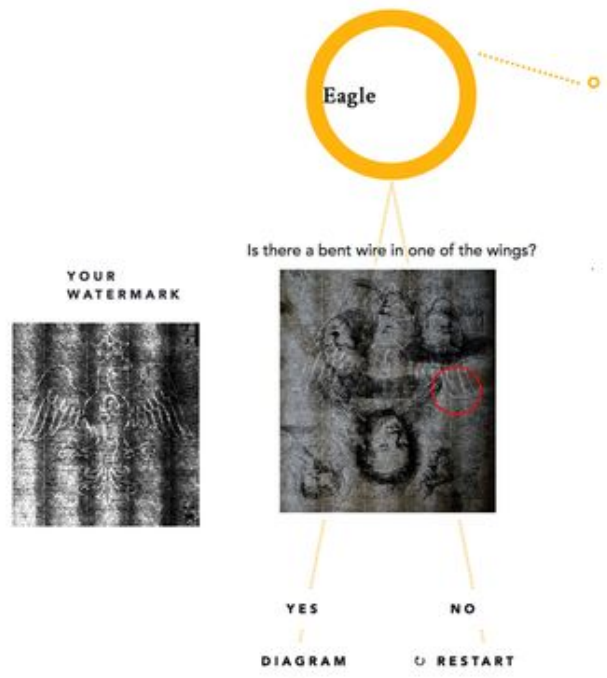 Eagle
Is there a bent wire in one of the wings?
YOUR
WATERMARK
YES
NO
DIAGRAM
↻ RESTART